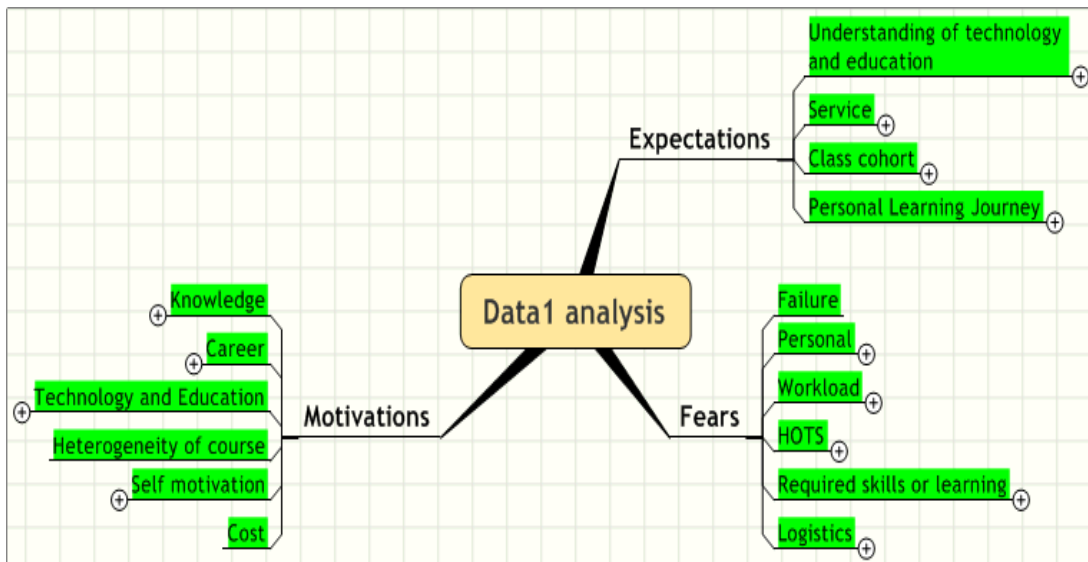 Understanding of technology
and education
Service
Expectations
Class cohort
Personal Learning Journey
Data1 analysis
Knowledge
Career
Technology and Education
Motivations
Heterogeneity of course
Self motivation
Cost
Failure
Personal
Workload
Fears
HOTS
Required skills or learning
Logistics